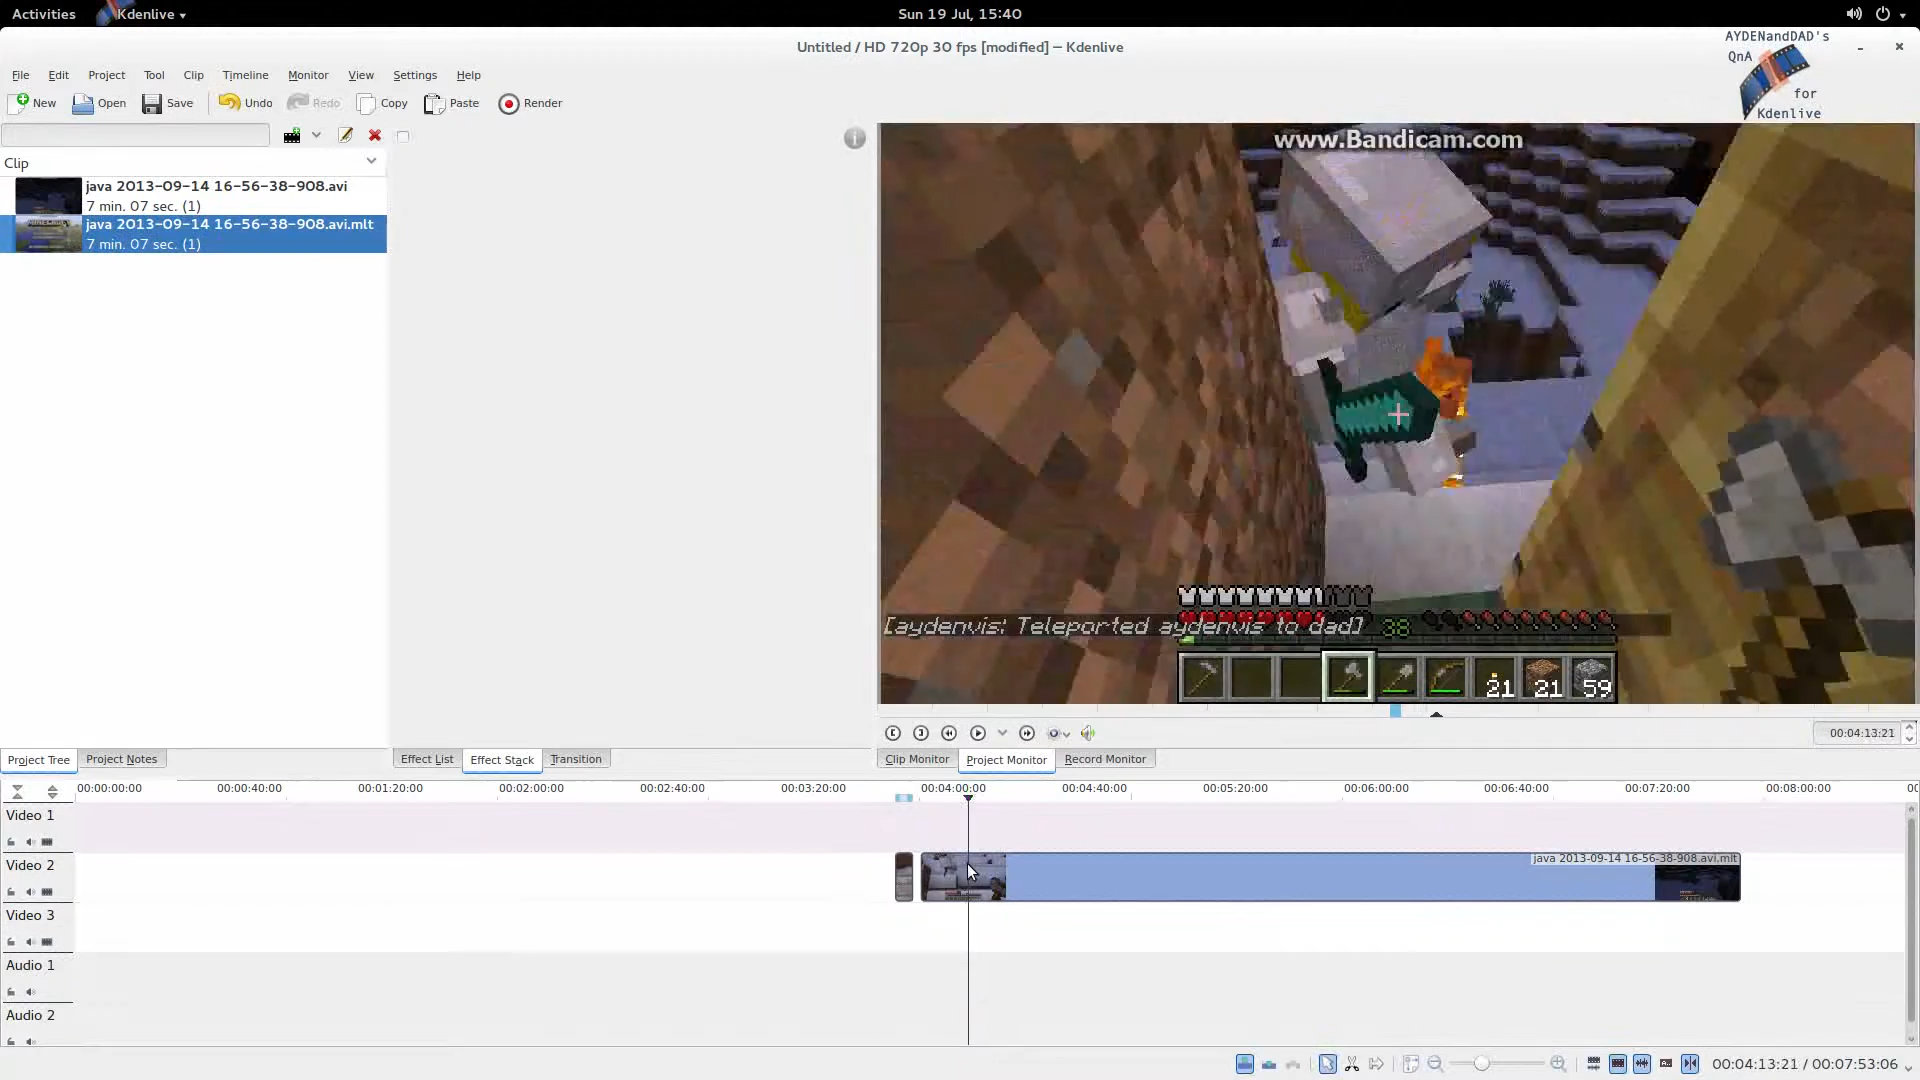 Activities Kdenlive Sun 19 Jul, 15:40
Untitled / HD 720p 30 fps [modified] — Kdenlive
AYDENandDAD's
QnA
for
Kdenlive
File Edit Project Tool Clip Timeline Monitor View Settings Help
New Open Save Undo Redo Copy Paste Render
Clip
java 2013-09-14 16-56-38-908.avi
7 min. 07 sec. (1)
java 2013-09-14 16-56-38-908.avi.mlt
7 min. 07 sec. (1)
www.Bandicam.com
[aydenvis: Teleported aydenvis to dad] 38
21 21 59
00:04:13:21
Project Tree Project Notes Effect List Effect Stack Transition Clip Monitor Project Monitor Record Monitor
00:00:00:00 00:00:40:00 00:01:20:00 00:02:00:00 00:02:40:00 00:03:20:00 00:04:00:00 00:04:40:00 00:05:20:00 00:06:00:00 00:06:40:00 00:07:20:00 00:08:00:00
Video 1
Video 2
java 2013-09-14 16-56-38-908.avi.mlt
Video 3
Audio 1
Audio 2
00:04:13:21 / 00:07:53:06